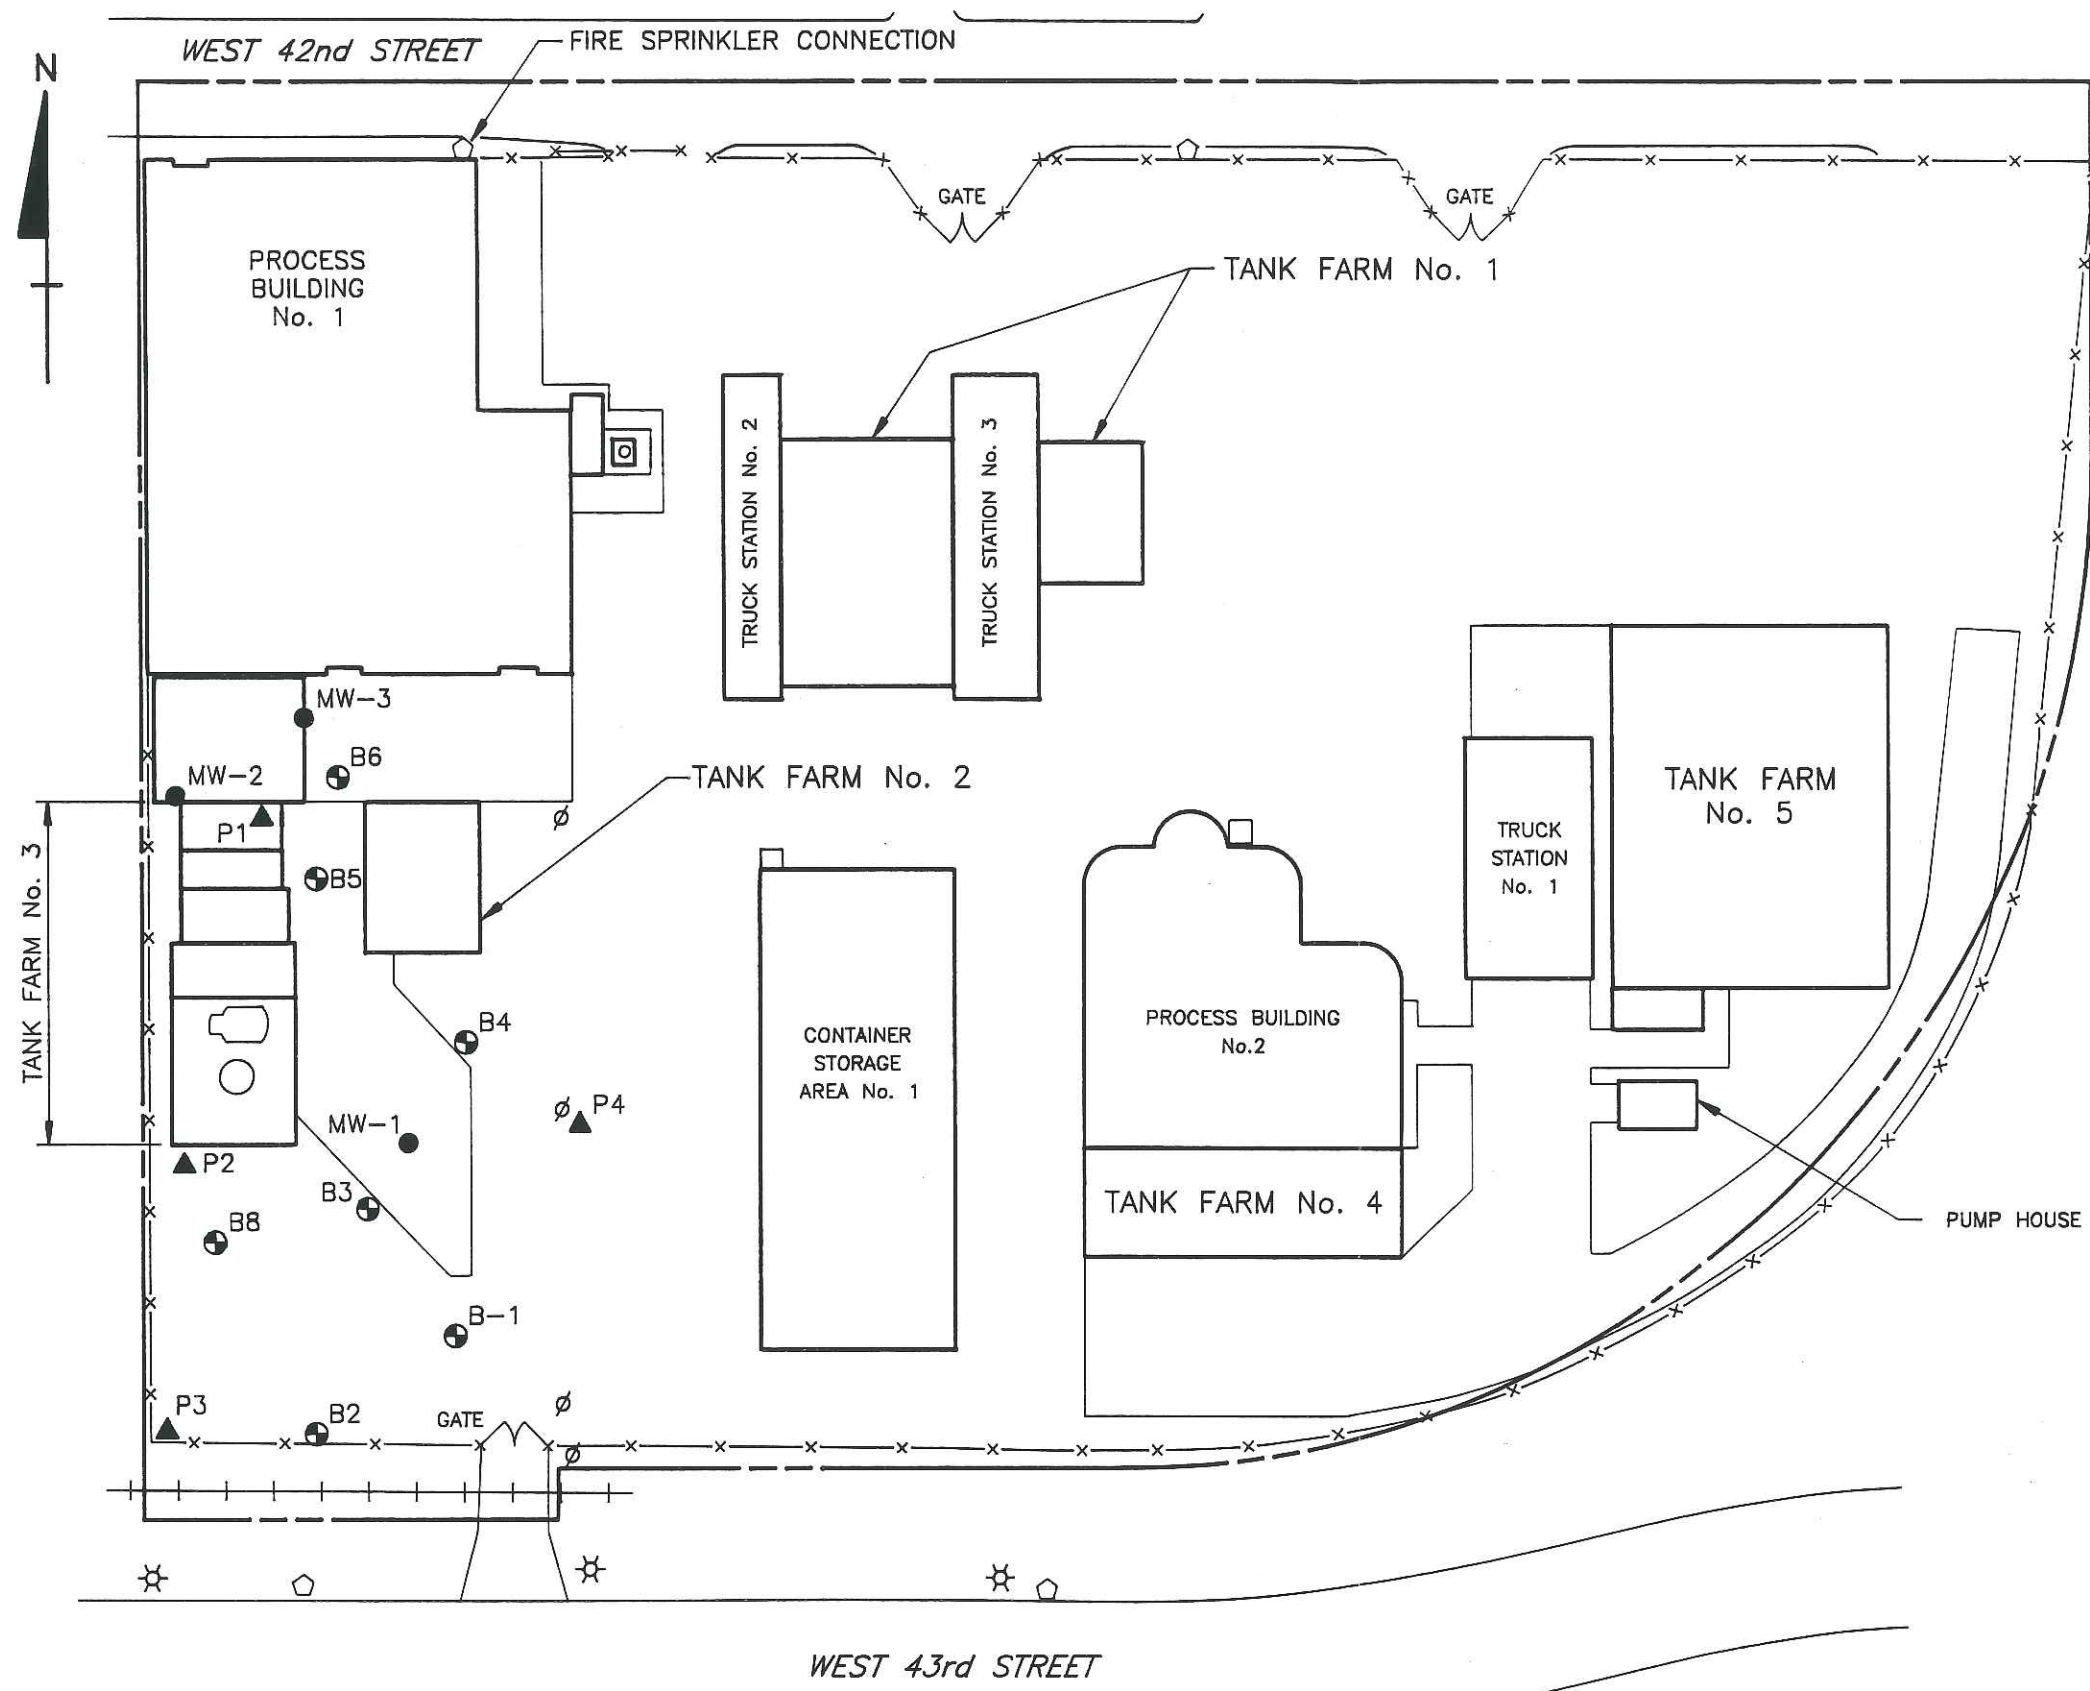 WEST 42nd STREET
FIRE SPRINKLER CONNECTION
N
GATE
GATE
PROCESS
BUILDING
No. 1
TANK FARM No. 1
TRUCK STATION No. 2
TRUCK STATION No. 3
MW-3
B6
MW-2
TANK FARM No. 2
TANK FARM
No. 5
P1
TRUCK
STATION
No. 1
TANK FARM No. 3
B5
B4
PROCESS BUILDING
No.2
CONTAINER
STORAGE
AREA No. 1
P4
MW-1
P2
B3
TANK FARM No. 4
B8
PUMP HOUSE
B-1
P3
B2
GATE
WEST 43rd STREET